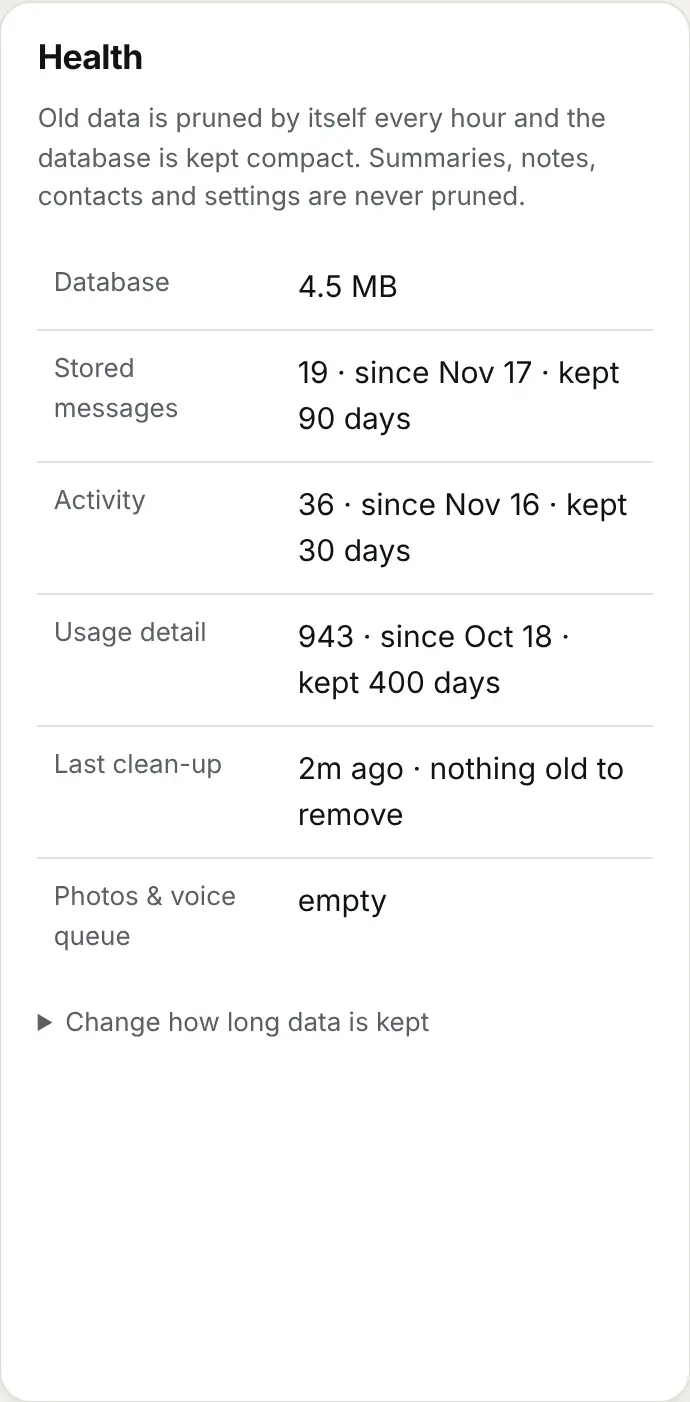 Health
Old data is pruned by itself every hour and the
database is kept compact. Summaries, notes,
contacts and settings are never pruned.
Database
4.5 MB
Stored
messages
19 · since Nov 17 · kept
90 days
Activity
36 · since Nov 16 · kept
30 days
Usage detail
943 · since Oct 18 ·
kept 400 days
Last clean-up
2m ago · nothing old to
remove
Photos & voice
queue
empty
▶ Change how long data is kept